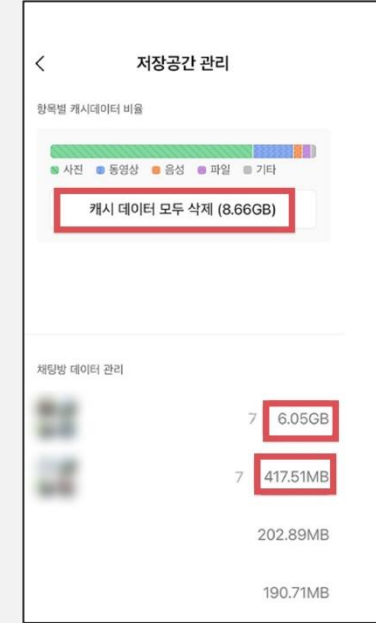 저장공간 관리
항목별 캐시데이터 비율
사진 동영상 음성 파일 기타
캐시 데이터 모두 삭제 (8.66GB)
채팅방 데이터 관리
7 6.05GB
7 417.51MB
202.89MB
190.71MB